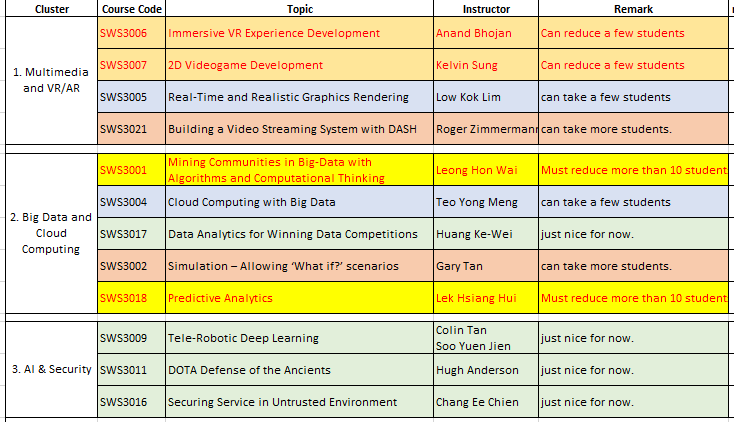 Cluster Course Code Topic Instructor Remark
1. Multimedia and VR/AR
SWS3006 Immersive VR Experience Development Anand Bhojan Can reduce a few students
SWS3007 2D Videogame Development Kelvin Sung Can reduce a few students
SWS3005 Real-Time and Realistic Graphics Rendering Low Kok Lim can take a few students
SWS3021 Building a Video Streaming System with DASH Roger Zimmermann can take more students.
2. Big Data and Cloud Computing
SWS3001 Mining Communities in Big-Data with Algorithms and Computational Thinking Leong Hon Wai Must reduce more than 10 student
SWS3004 Cloud Computing with Big Data Teo Yong Meng can take a few students
SWS3017 Data Analytics for Winning Data Competitions Huang Ke-Wei just nice for now.
SWS3002 Simulation – Allowing ‘What if?’ scenarios Gary Tan can take more students.
SWS3018 Predictive Analytics Lek Hsiang Hui Must reduce more than 10 student
3. AI & Security
SWS3009 Tele-Robotic Deep Learning Colin Tan Soo Yuen Jien just nice for now.
SWS3011 DOTA Defense of the Ancients Hugh Anderson just nice for now.
SWS3016 Securing Service in Untrusted Environment Chang Ee Chien just nice for now.